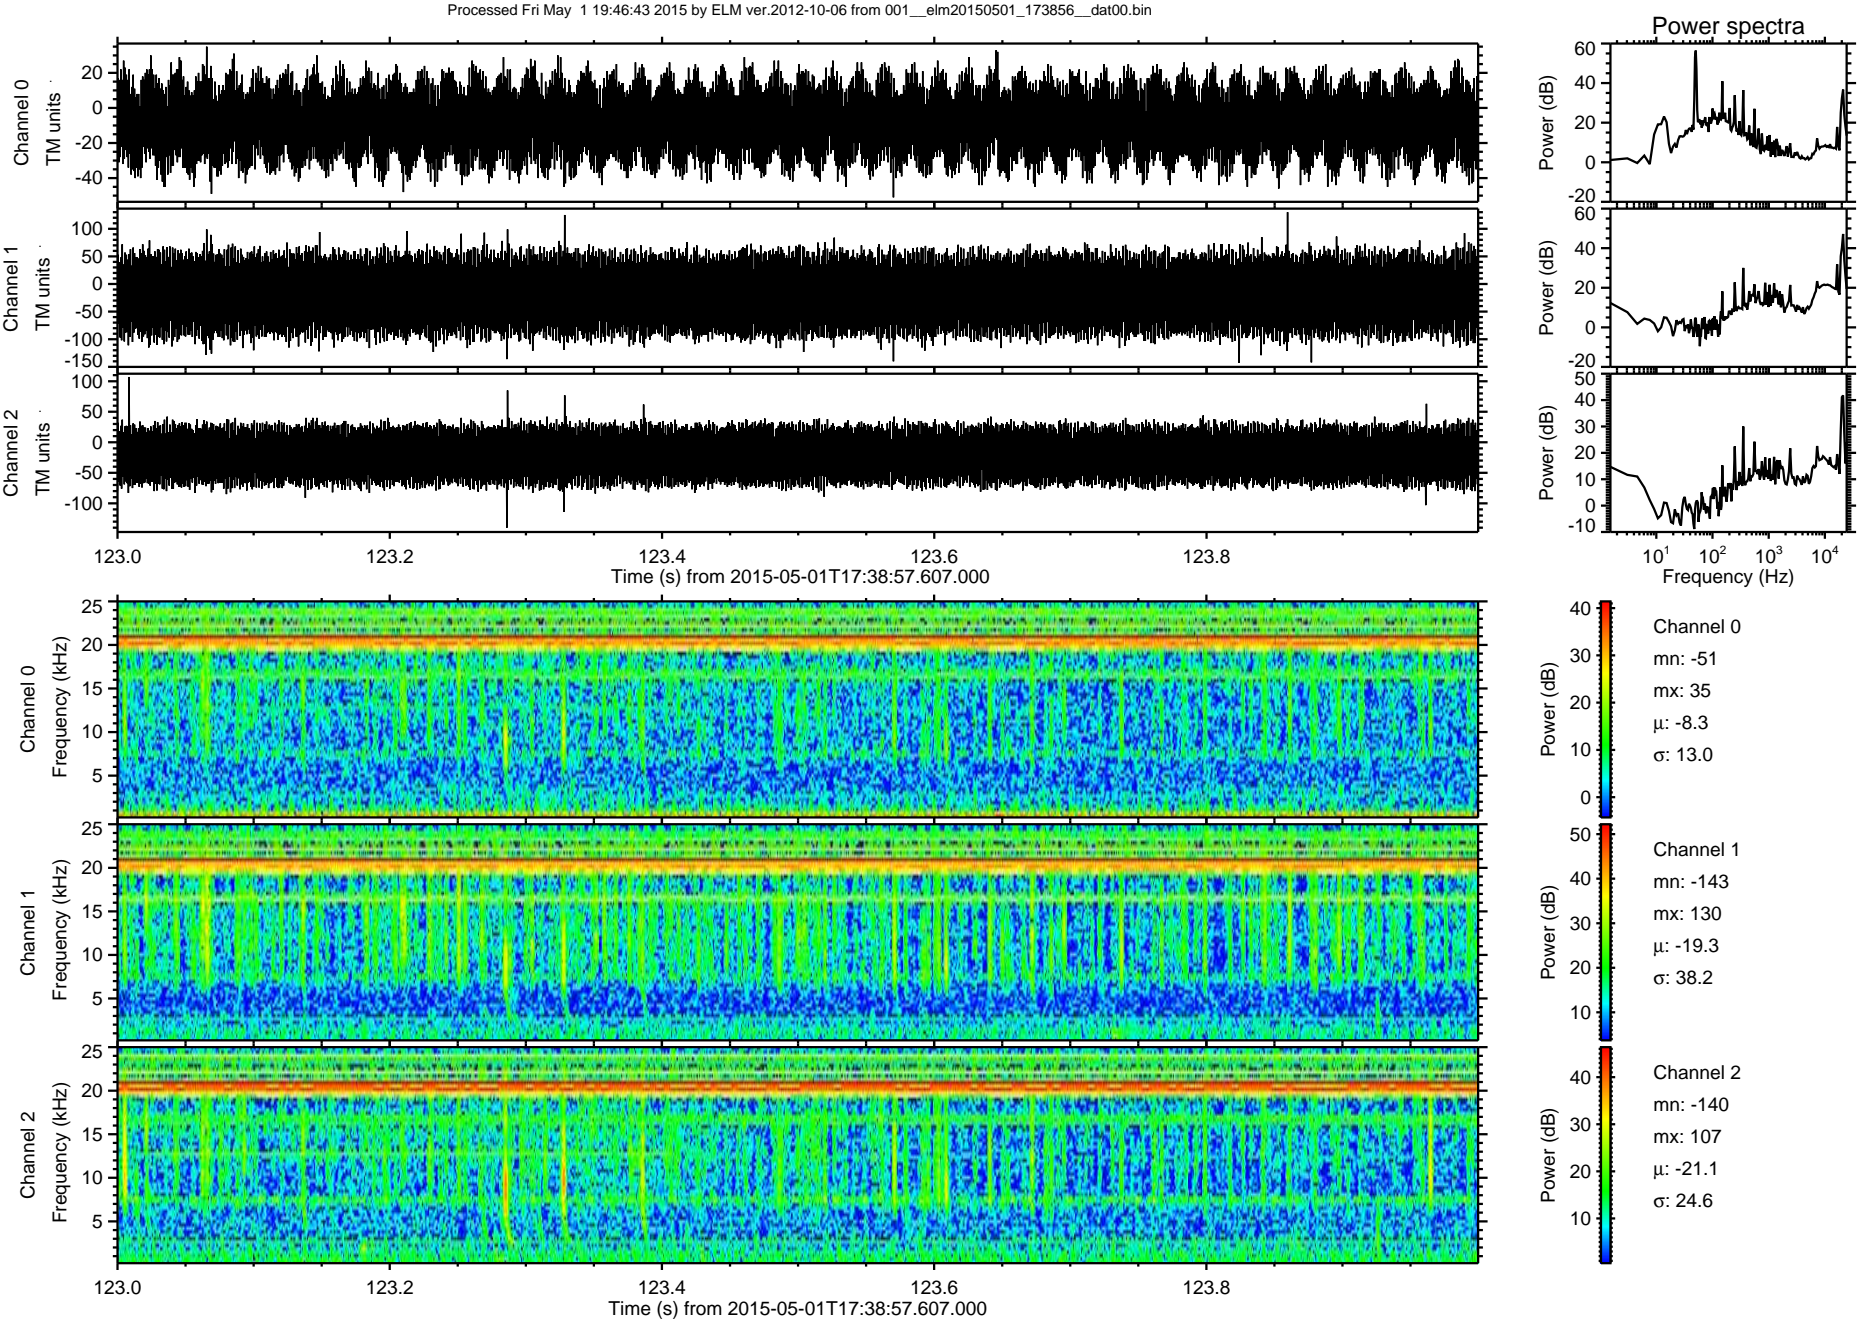 Processed Fri May  1 19:46:43 2015 by ELM ver.2012-10-06 from 001__elm20150501_173856__dat00.bin
Power spectra
Channel 0
TM units
20
0
-20
-40
Power (dB)
60
40
20
0
-20
Channel 1
TM units
100
50
0
-50
-100
-150
Power (dB)
60
40
20
0
-20
Channel 2
TM units
100
50
0
-50
-100
Power (dB)
50
40
30
20
10
0
-10
123.0 123.2 123.4 123.6 123.8
Time (s) from 2015-05-01T17:38:57.607.000
10^1 10^2 10^3 10^4
Frequency (Hz)
Channel 0
Frequency (kHz)
25
20
15
10
5
Power (dB)
40
30
20
10
0
Channel 0
mn: -51
mx: 35
μ: -8.3
σ: 13.0
Channel 1
Frequency (kHz)
25
20
15
10
5
Power (dB)
50
40
30
20
10
Channel 1
mn: -143
mx: 130
μ: -19.3
σ: 38.2
Channel 2
Frequency (kHz)
25
20
15
10
5
Power (dB)
40
30
20
10
Channel 2
mn: -140
mx: 107
μ: -21.1
σ: 24.6
123.0 123.2 123.4 123.6 123.8
Time (s) from 2015-05-01T17:38:57.607.000